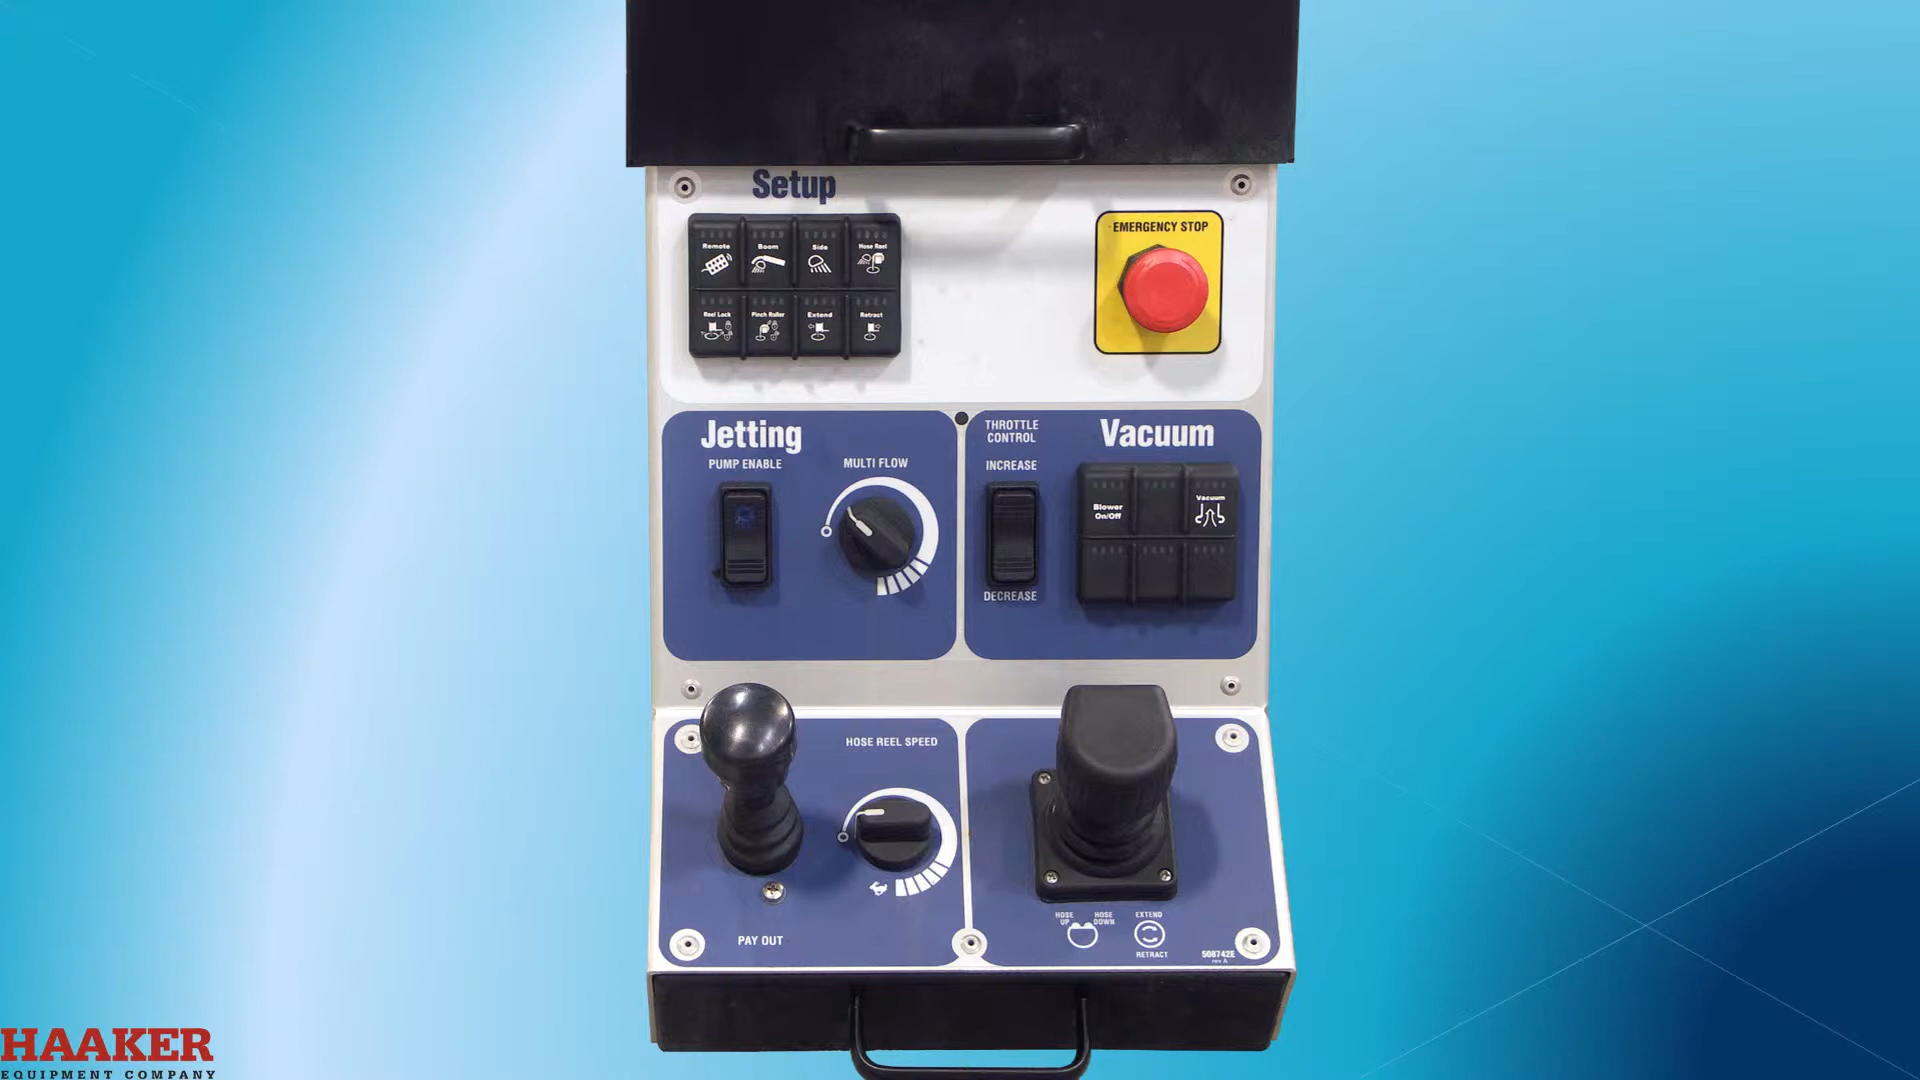 Setup
EMERGENCY STOP
Remote
Boom
Side
Hose Reel
Reel Lock
Pinch Roller
Extend
Retract
Jetting
PUMP ENABLE
MULTI FLOW
THROTTLE
CONTROL
INCREASE
DECREASE
Vacuum
Blower
On/Off
Vacuum
HOSE REEL SPEED
PAY OUT
HOSE
UP
HOSE
DOWN
EXTEND
RETRACT
508742E
rev A
HAAKER
EQUIPMENT COMPANY